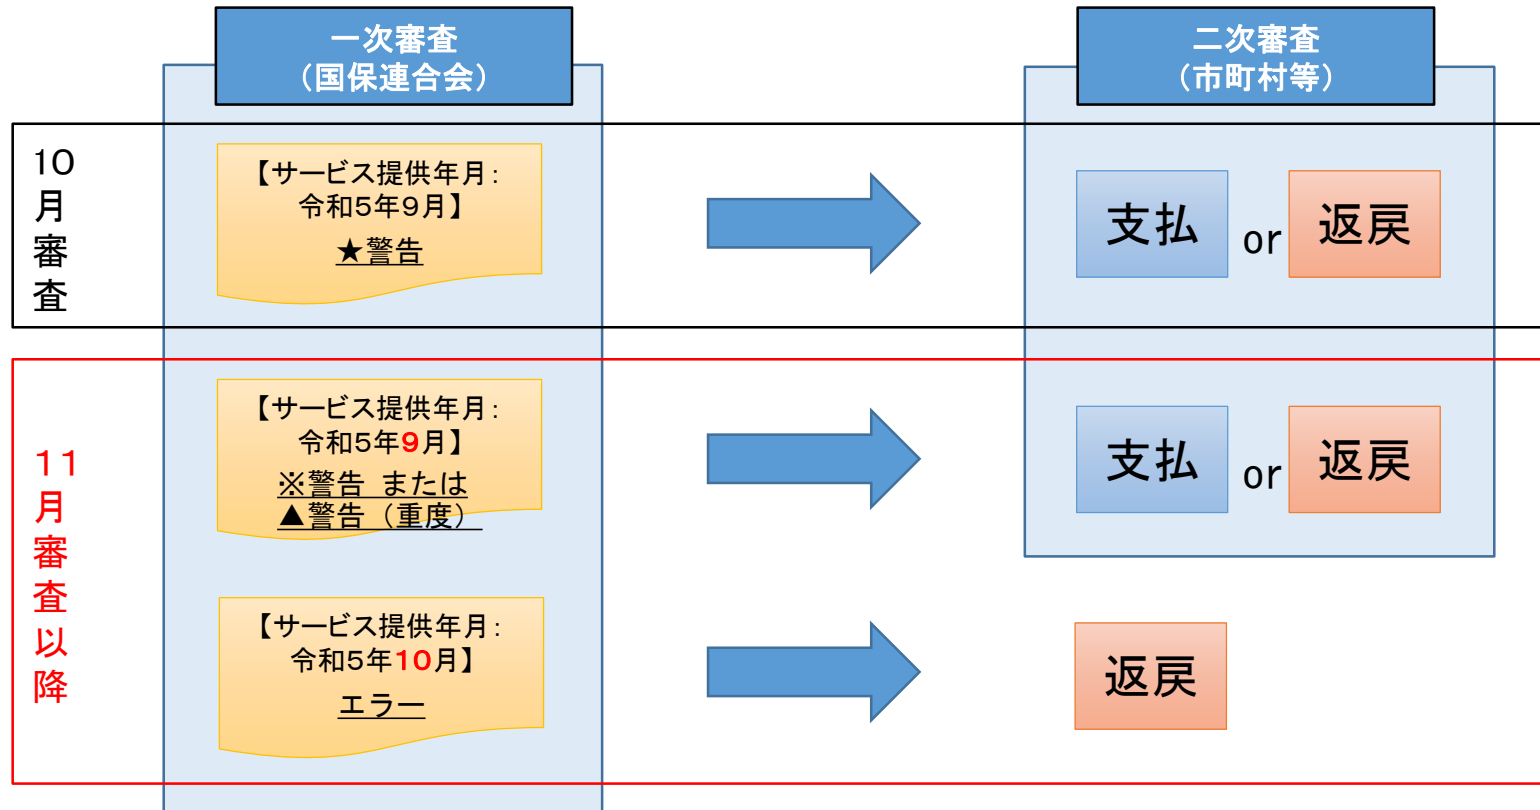 一次審査
（国保連合会）
二次審査
（市町村等）
10
月
審
査
【サービス提供年月：
令和5年9月】
★警告
支払
or
返戻
11
月
審
査
以
降
【サービス提供年月：
令和5年9月】
※警告 または
▲警告（重度）
支払
or
返戻
【サービス提供年月：
令和5年10月】
エラー
返戻